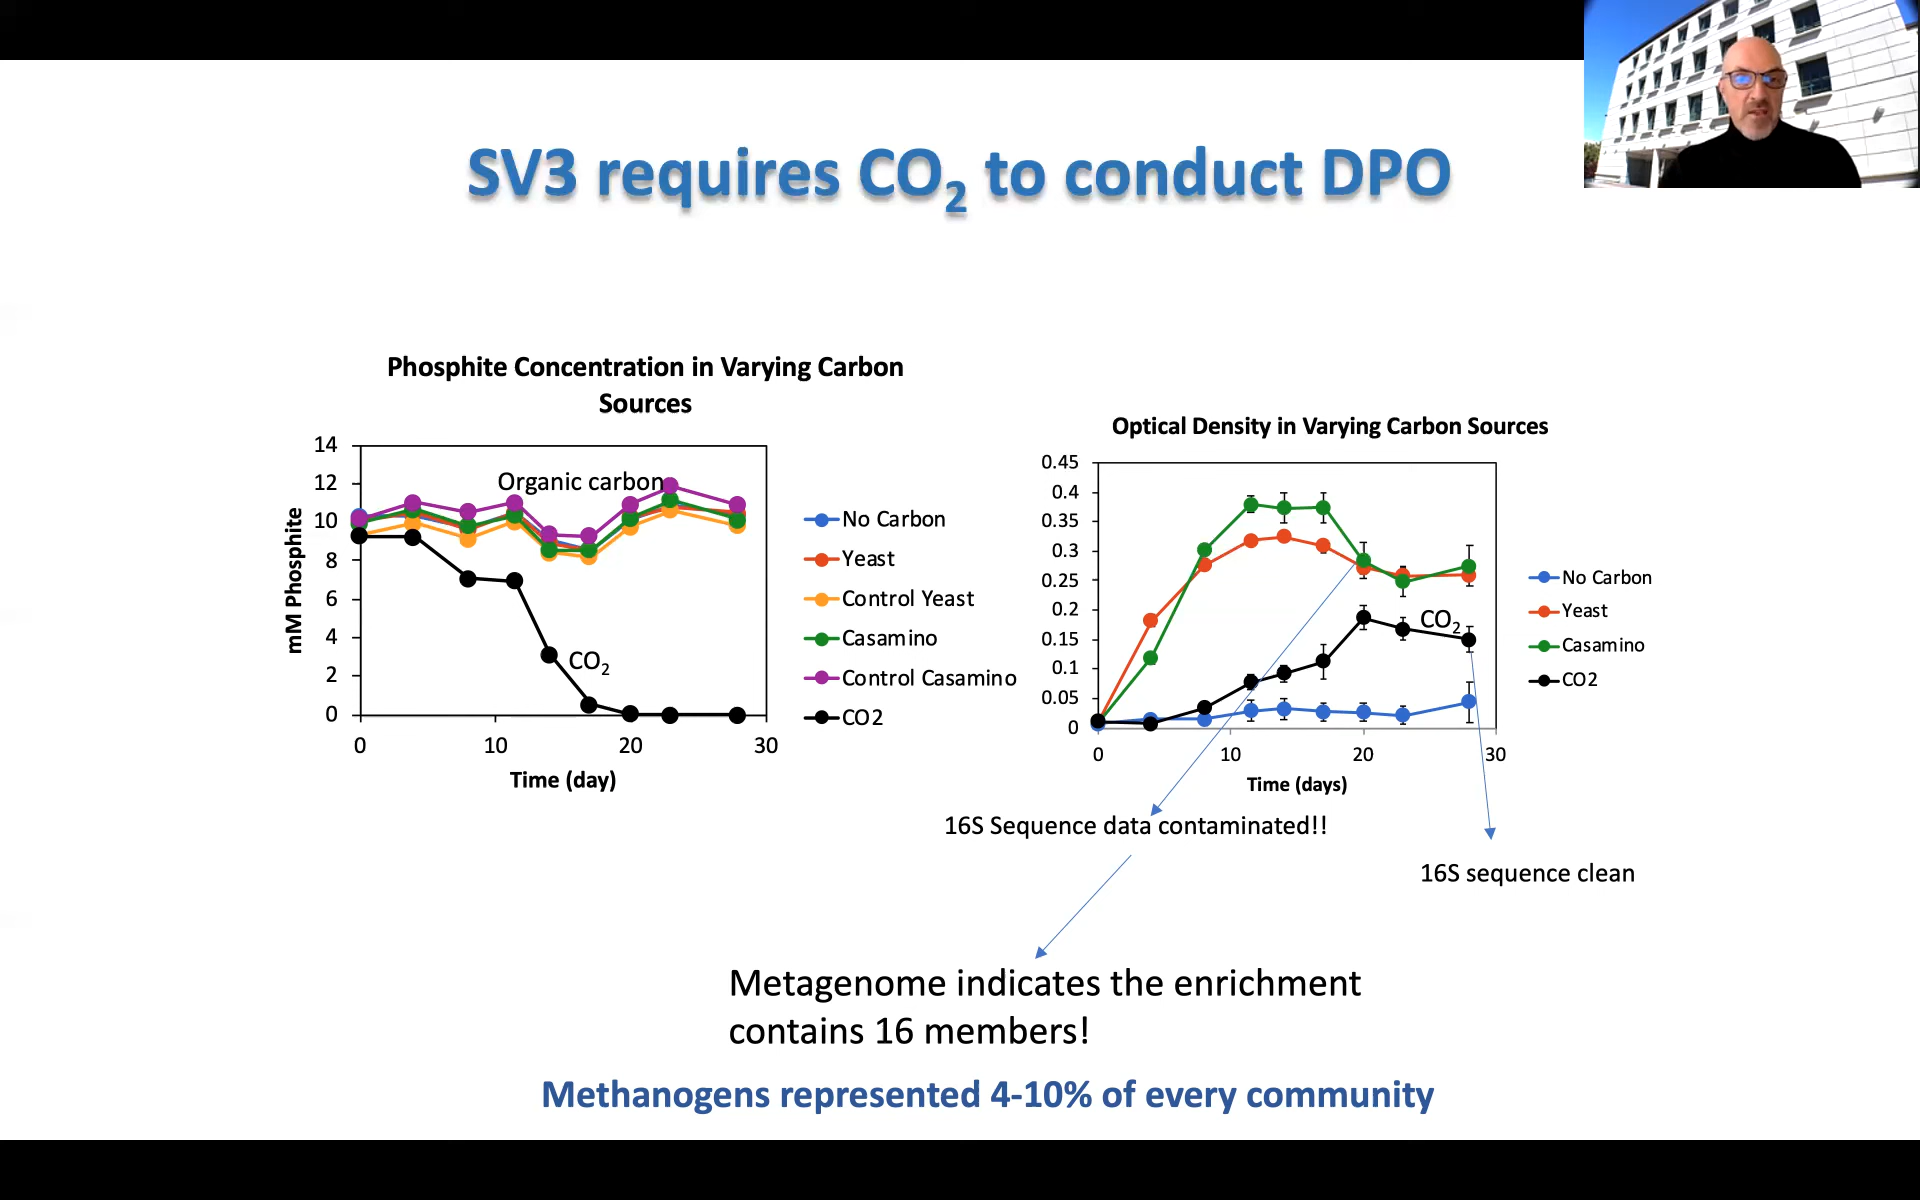 SV3 requires CO₂ to conduct DPO
Phosphite Concentration in Varying Carbon
Sources
14
12
10
8
6
4
2
0
mM Phosphite
Organic carbon
CO₂
0
10
20
30
Time (day)
No Carbon
Yeast
Control Yeast
Casamino
Control Casamino
CO2
Optical Density in Varying Carbon Sources
0.45
0.4
0.35
0.3
0.25
0.2
0.15
0.1
0.05
0
CO₂
0
10
20
30
Time (days)
No Carbon
Yeast
Casamino
CO2
16S Sequence data contaminated!!
16S sequence clean
Metagenome indicates the enrichment
contains 16 members!
Methanogens represented 4-10% of every community